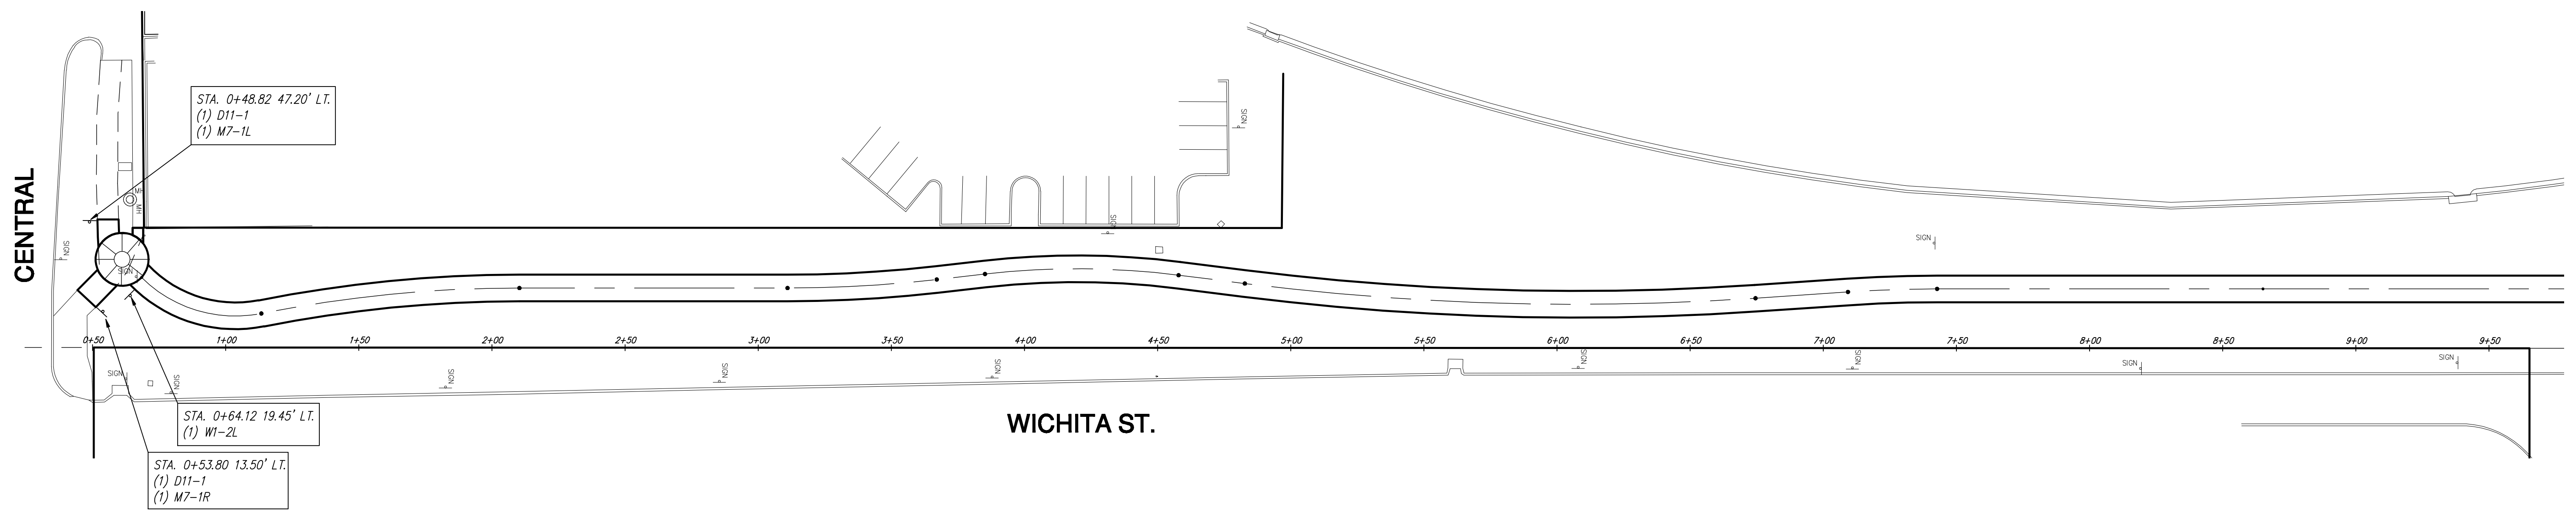 STA. 0+48.82 47.20' LT.
(1) D11-1
(1) M7-1L
CENTRAL
MH
MH
SIGN
SIGN
SIGN
SIGN
SIGN
0+50 1+00 1+50 2+00 2+50 3+00 3+50 4+00 4+50 5+00 5+50 6+00 6+50 7+00 7+50 8+00 8+50 9+00 9+50
SIGN
SIGN
SIGN
SIGN
SIGN
SIGN
SIGN
SIGN
SIGN
STA. 0+64.12 19.45' LT.
(1) W1-2L
WICHITA ST.
STA. 0+53.80 13.50' LT.
(1) D11-1
(1) M7-1R